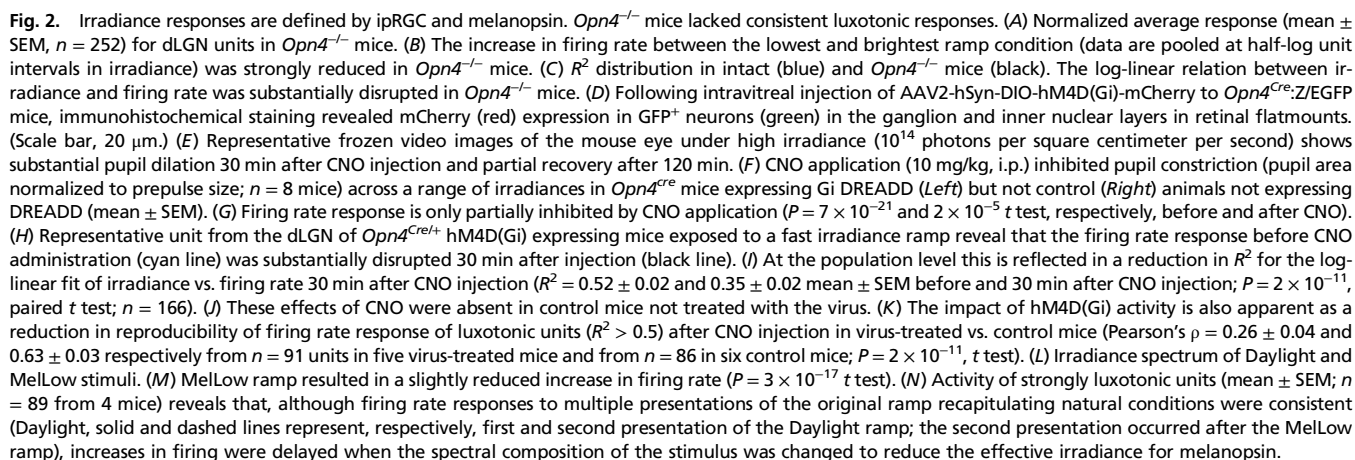 Fig. 2. Irradiance responses are defined by ipRGC and melanopsin. Opn4⁻/⁻ mice lacked consistent luxotonic responses. (A) Normalized average response (mean ±
SEM, n = 252) for dLGN units in Opn4⁻/⁻ mice. (B) The increase in firing rate between the lowest and brightest ramp condition (data are pooled at half-log unit
intervals in irradiance) was strongly reduced in Opn4⁻/⁻ mice. (C) R² distribution in intact (blue) and Opn4⁻/⁻ mice (black). The log-linear relation between ir-
radiance and firing rate was substantially disrupted in Opn4⁻/⁻ mice. (D) Following intravitreal injection of AAV2-hSyn-DIO-hM4D(Gi)-mCherry to Opn4ᶜʳᵉ:Z/EGFP
mice, immunohistochemical staining revealed mCherry (red) expression in GFP⁺ neurons (green) in the ganglion and inner nuclear layers in retinal flatmounts.
(Scale bar, 20 μm.) (E) Representative frozen video images of the mouse eye under high irradiance (10¹⁴ photons per square centimeter per second) shows
substantial pupil dilation 30 min after CNO injection and partial recovery after 120 min. (F) CNO application (10 mg/kg, i.p.) inhibited pupil constriction (pupil area
normalized to prepulse size; n = 8 mice) across a range of irradiances in Opn4ᶜʳᵉ mice expressing Gi DREADD (Left) but not control (Right) animals not expressing
DREADD (mean ± SEM). (G) Firing rate response is only partially inhibited by CNO application (P = 7 × 10⁻²¹ and 2 × 10⁻⁵ t test, respectively, before and after CNO).
(H) Representative unit from the dLGN of Opn4ᶜʳᵉ/⁺ hM4D(Gi) expressing mice exposed to a fast irradiance ramp reveal that the firing rate response before CNO
administration (cyan line) was substantially disrupted 30 min after injection (black line). (I) At the population level this is reflected in a reduction in R² for the log-
linear fit of irradiance vs. firing rate 30 min after CNO injection (R² = 0.52 ± 0.02 and 0.35 ± 0.02 mean ± SEM before and 30 min after CNO injection; P = 2 × 10⁻¹¹,
paired t test; n = 166). (J) These effects of CNO were absent in control mice not treated with the virus. (K) The impact of hM4D(Gi) activity is also apparent as a
reduction in reproducibility of firing rate response of luxotonic units (R² > 0.5) after CNO injection in virus-treated vs. control mice (Pearson's ρ = 0.26 ± 0.04 and
0.63 ± 0.03 respectively from n = 91 units in five virus-treated mice and from n = 86 in six control mice; P = 2 × 10⁻¹¹, t test). (L) Irradiance spectrum of Daylight and
MelLow stimuli. (M) MelLow ramp resulted in a slightly reduced increase in firing rate (P = 3 × 10⁻¹⁷ t test). (N) Activity of strongly luxotonic units (mean ± SEM; n
= 89 from 4 mice) reveals that, although firing rate responses to multiple presentations of the original ramp recapitulating natural conditions were consistent
(Daylight, solid and dashed lines represent, respectively, first and second presentation of the Daylight ramp; the second presentation occurred after the MelLow
ramp), increases in firing were delayed when the spectral composition of the stimulus was changed to reduce the effective irradiance for melanopsin.